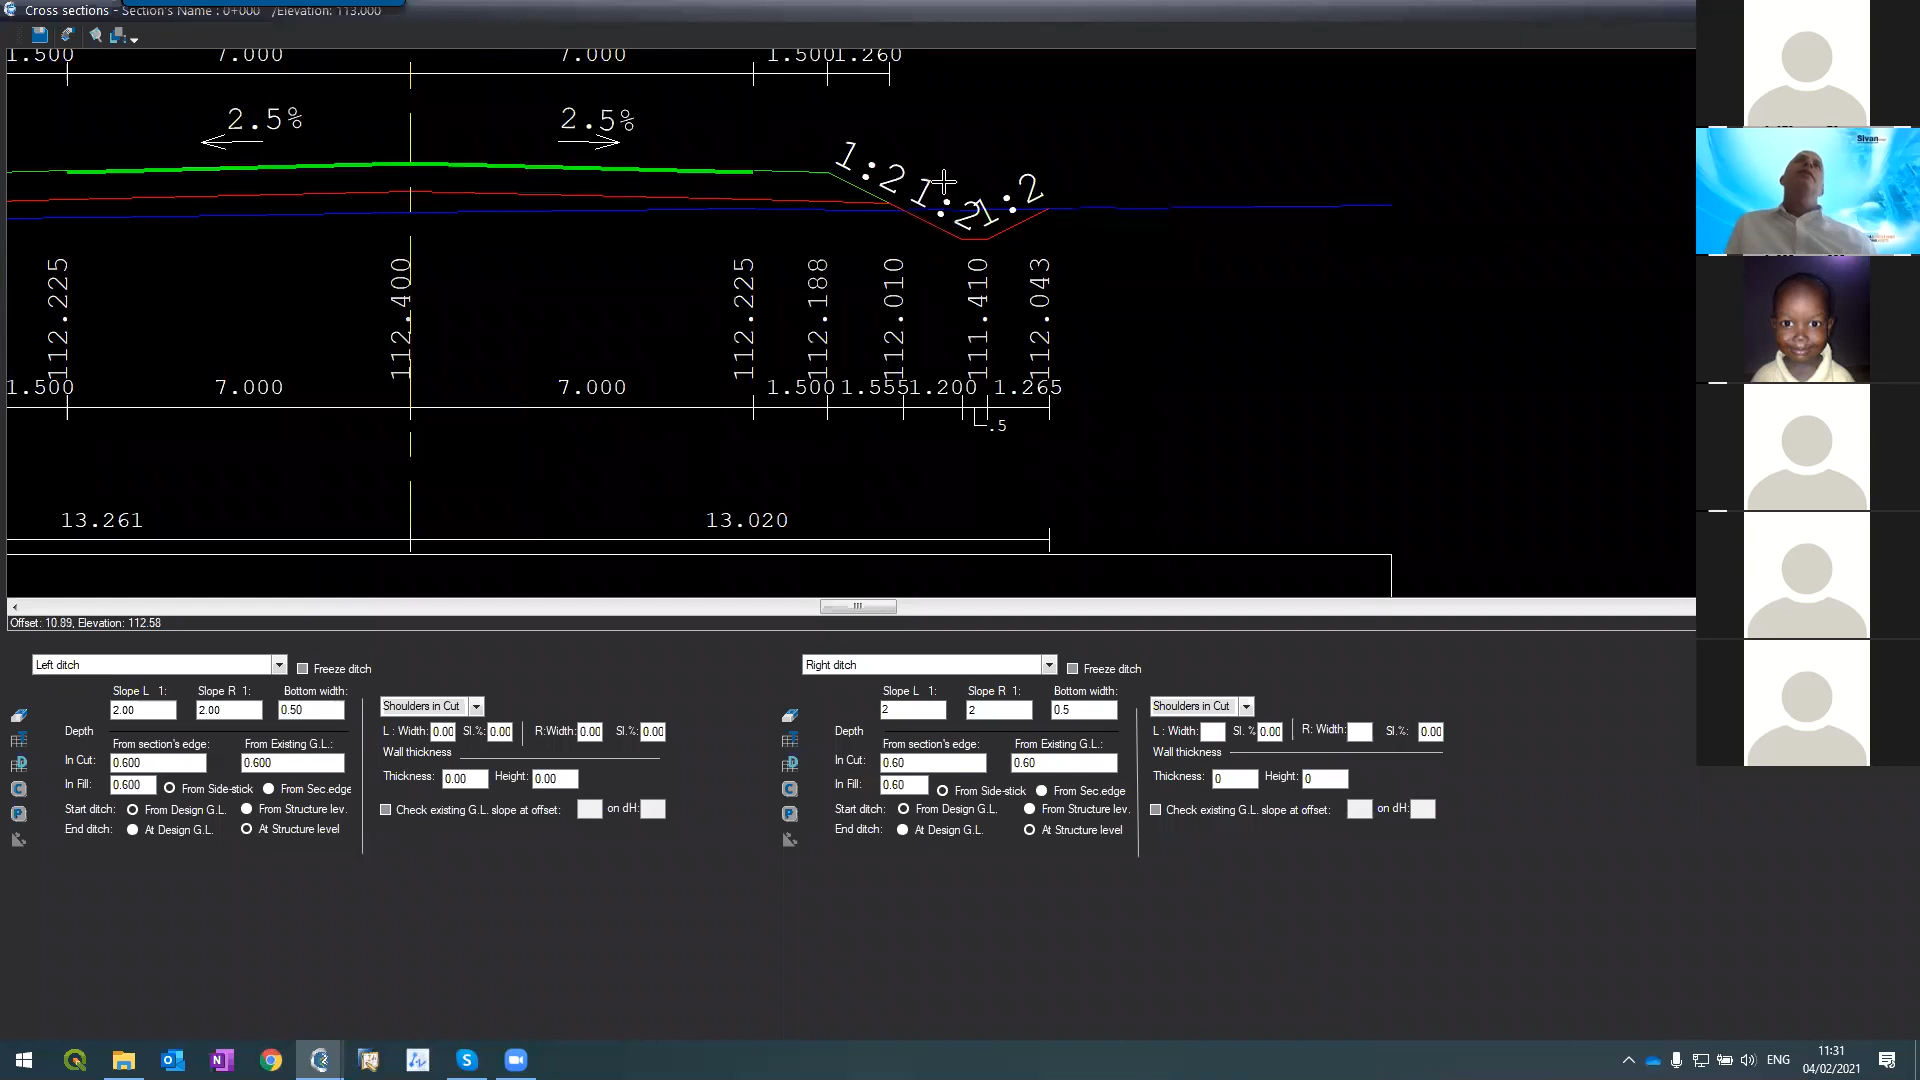 Cross sections - Section's Name : 0+000 /Elevation: 113.000
1.500 7.000 7.000 1.500 1.260
2.5% 2.5%
1:2 1:2 1:2
112.225 112.400 112.225 112.188 112.010 111.410 112.043
1.500 7.000 7.000 1.500 1.555 1.200 1.265
.5
13.261 13.020
Offset: 10.89, Elevation: 112.58
Left ditch Freeze ditch
Slope L 1: Slope R 1: Bottom width:
2.00 2.00 0.50
Shoulders in Cut
Depth
L : Width: 0.00 Sl.%: 0.00 R:Width: 0.00 Sl.%: 0.00
From section's edge: From Existing G.L.:
Wall thickness
In Cut: 0.600 0.600
Thickness: 0.00 Height: 0.00
In Fill: 0.600 From Side-stick From Sec.edge
Start ditch: From Design G.L. From Structure lev.
Check existing G.L. slope at offset: on dH:
End ditch: At Design G.L. At Structure level
Right ditch Freeze ditch
Slope L 1: Slope R 1: Bottom width:
2 2 0.5
Shoulders in Cut
Depth
L : Width: Sl. % 0.00 R: Width: Sl.%: 0.00
From section's edge: From Existing G.L.:
Wall thickness
In Cut: 0.60 0.60
Thickness: 0 Height: 0
In Fill: 0.60 From Side-stick From Sec.edge
Start ditch: From Design G.L. From Structure lev.
Check existing G.L. slope at offset: on dH:
End ditch: At Design G.L. At Structure level
Sivan
ENG
11:31
04/02/2021